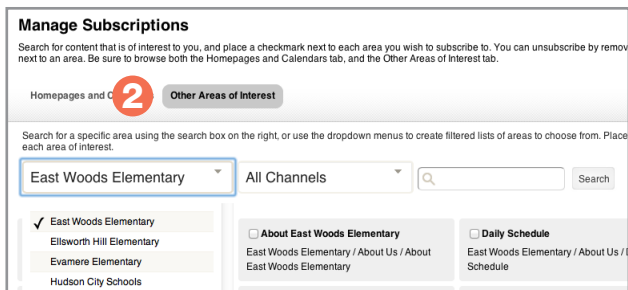 Manage Subscriptions
Search for content that is of interest to you, and place a checkmark next to each area you wish to subscribe to. You can unsubscribe by remov
next to an area. Be sure to browse both the Homepages and Calendars tab, and the Other Areas of Interest tab.
Homepages and C
2
Other Areas of Interest
Search for a specific area using the search box on the right, or use the dropdown menus to create filtered lists of areas to choose from. Place
each area of interest.
East Woods Elementary
All Channels
Search
East Woods Elementary
Ellsworth Hill Elementary
Evamere Elementary
Hudson City Schools
About East Woods Elementary
East Woods Elementary / About Us / About
East Woods Elementary
Daily Schedule
East Woods Elementary / About Us /
Schedule